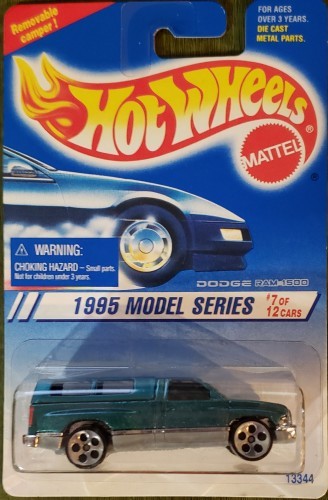 Removable
camper!
FOR AGES
OVER 3 YEARS.
DIE CAST
METAL PARTS.
HOT WHEELS
MATTEL
WARNING:
CHOKING HAZARD – Small parts.
Not for children under 3 years.
DODGE RAM 1500
1995 MODEL SERIES
#7 OF
12 CARS
13344